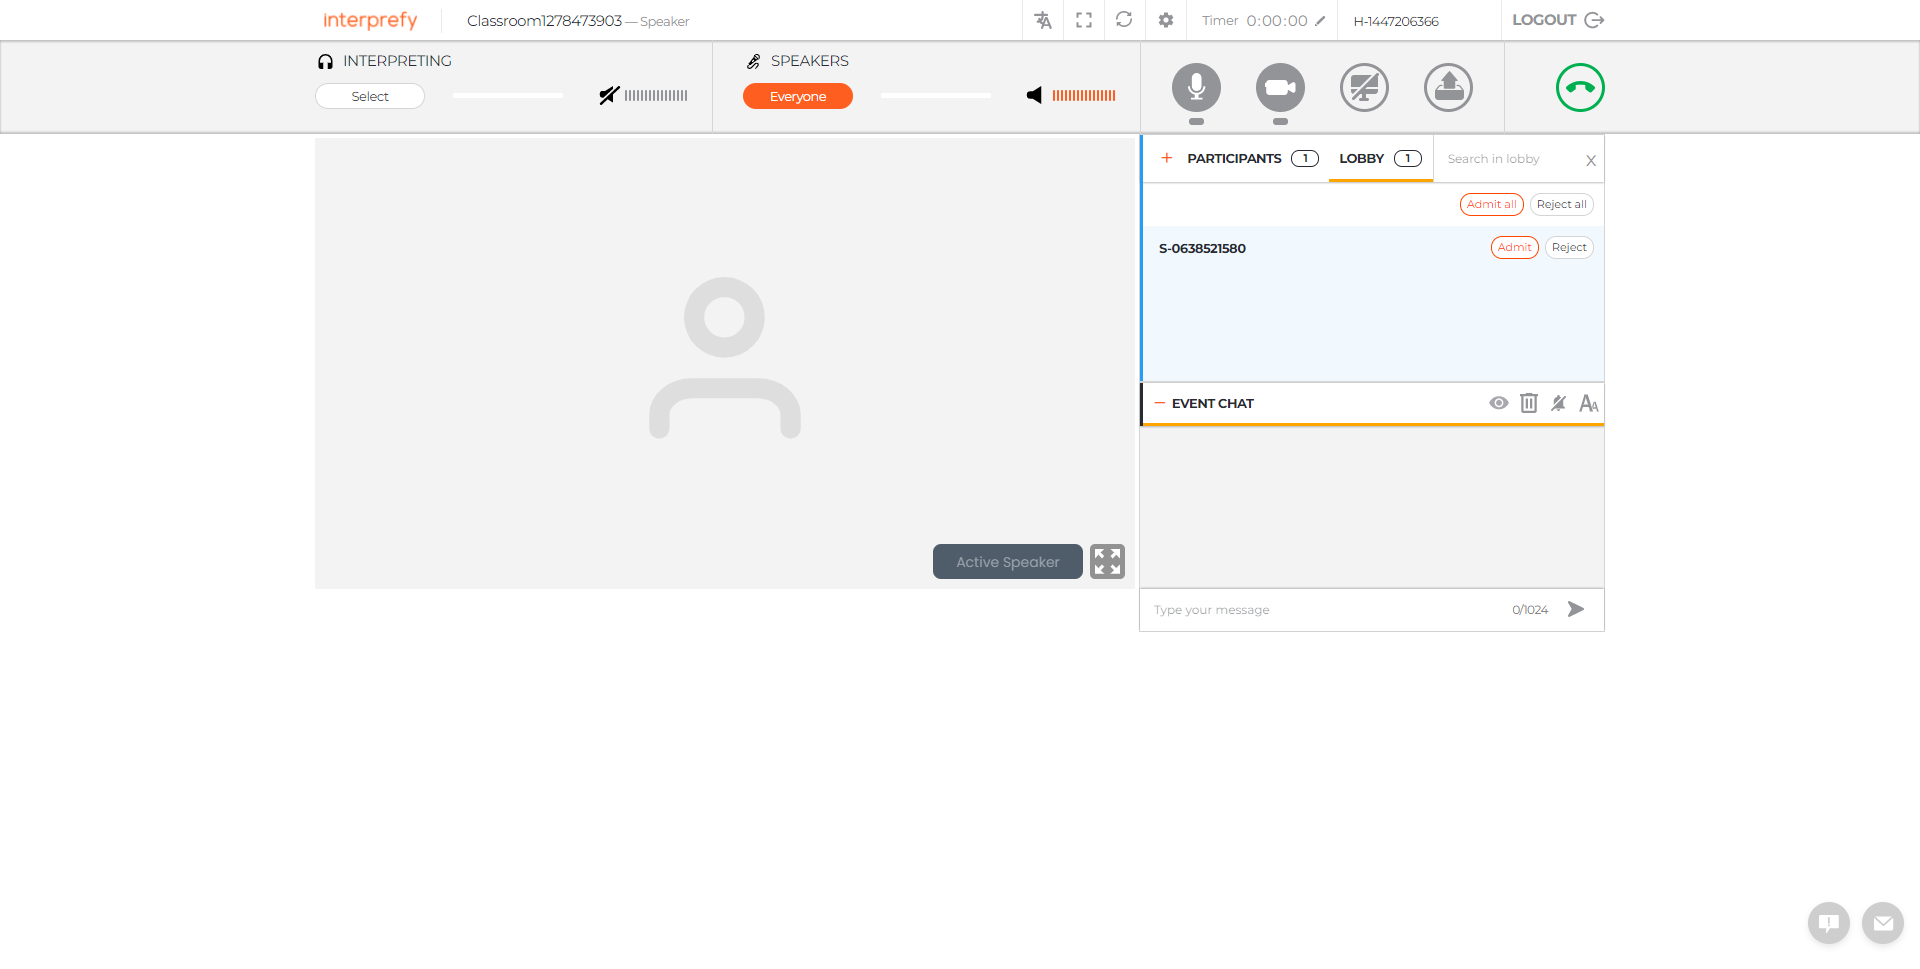 interprefy
Classroom1278473903 — Speaker
Timer 0:00:00
H-1447206366
LOGOUT
INTERPRETING
SPEAKERS
Select
Everyone
PARTICIPANTS 1
LOBBY 1
Search in lobby
X
Admit all
Reject all
S-0638521580
Admit
Reject
EVENT CHAT
Active Speaker
Type your message
0/1024